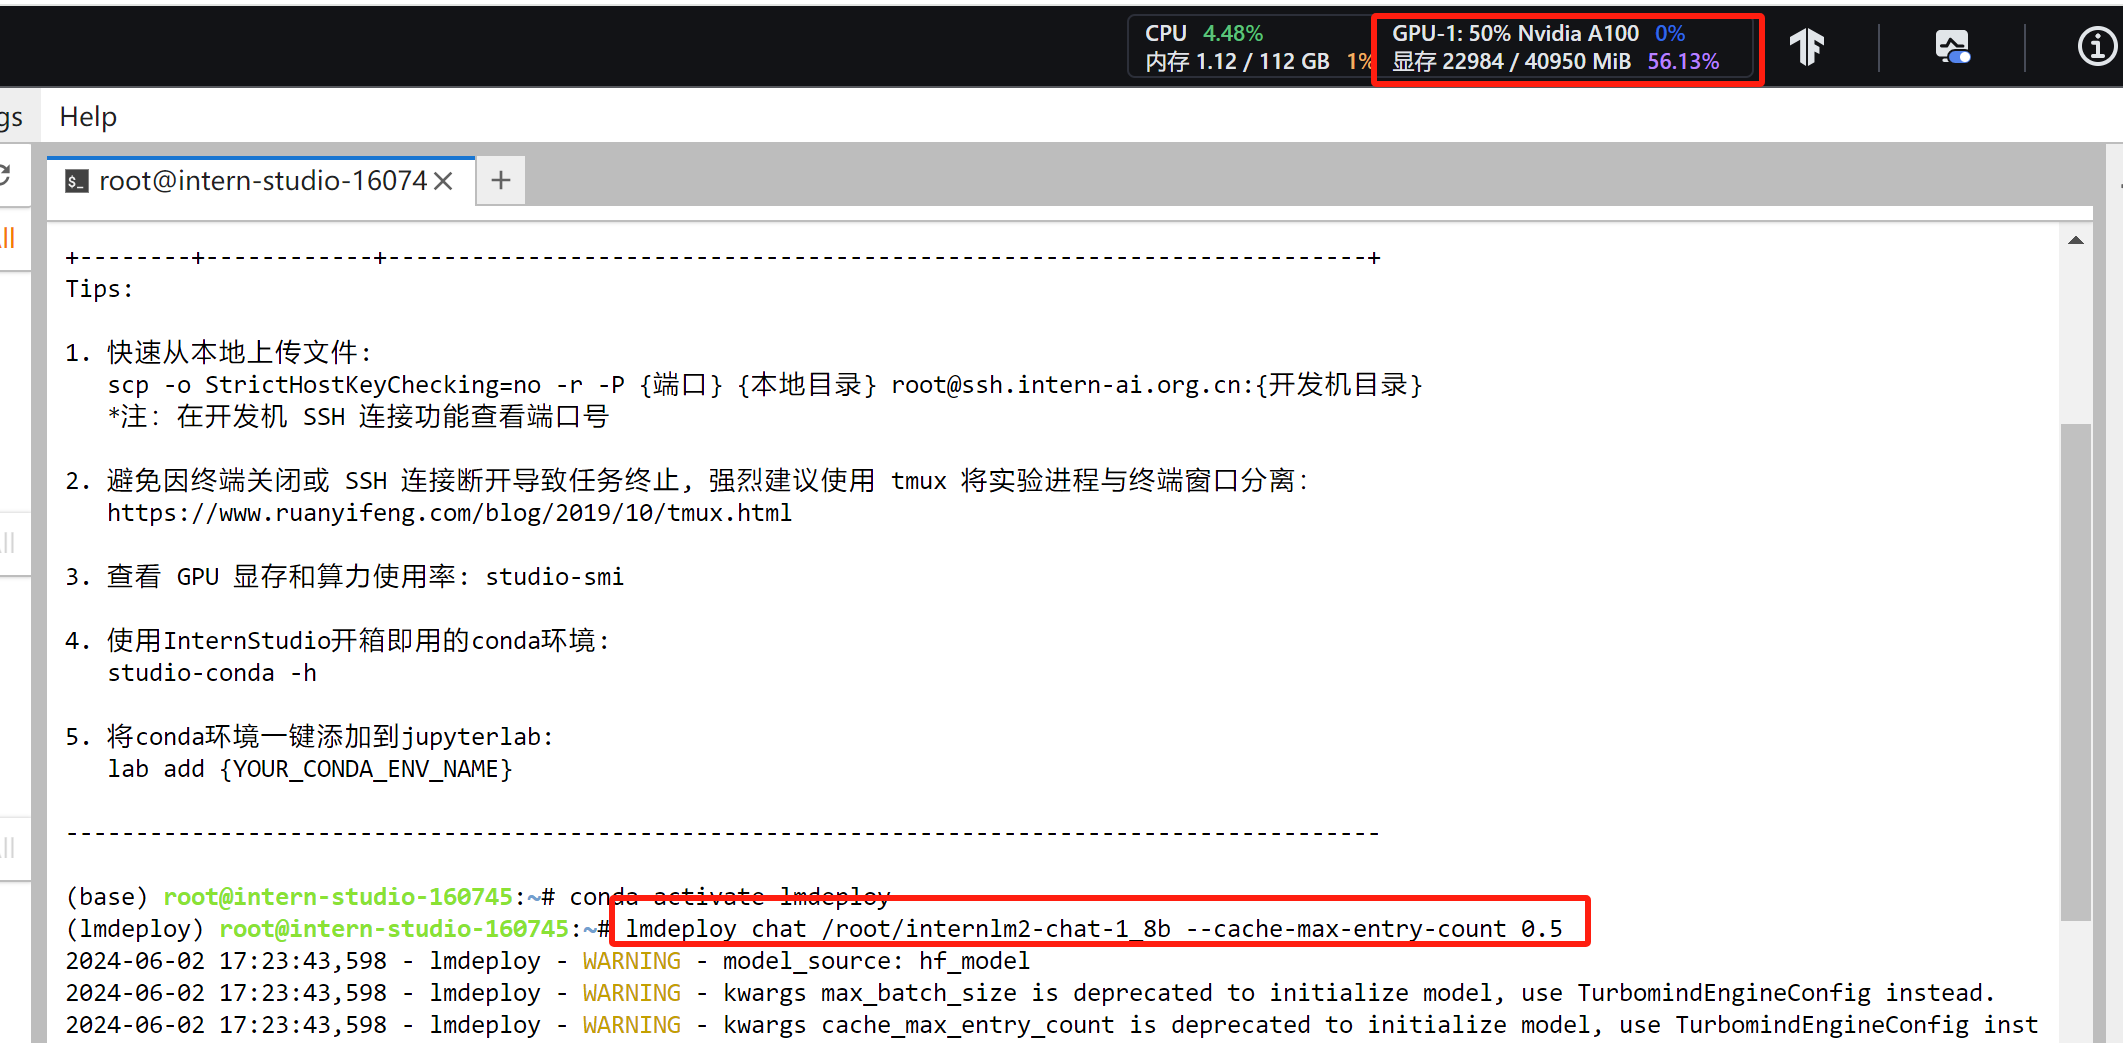 CPU 4.48%
内存 1.12 / 112 GB 1%
GPU-1: 50% Nvidia A100 0%
显存 22984 / 40950 MiB 56.13%
gs Help
root@intern-studio-16074
+--------+------------+----------------------------------------------------------------------+
Tips:
1. 快速从本地上传文件:
scp -o StrictHostKeyChecking=no -r -P {端口} {本地目录} root@ssh.intern-ai.org.cn:{开发机目录}
*注: 在开发机 SSH 连接功能查看端口号
2. 避免因终端关闭或 SSH 连接断开导致任务终止, 强烈建议使用 tmux 将实验进程与终端窗口分离:
https://www.ruanyifeng.com/blog/2019/10/tmux.html
3. 查看 GPU 显存和算力使用率: studio-smi
4. 使用InternStudio开箱即用的conda环境:
studio-conda -h
5. 将conda环境一键添加到jupyterlab:
lab add {YOUR_CONDA_ENV_NAME}
----------------------------------------------------------------------------------------------
(base) root@intern-studio-160745:~# conda activate lmdeploy
(lmdeploy) root@intern-studio-160745:~# lmdeploy chat /root/internlm2-chat-1_8b --cache-max-entry-count 0.5
2024-06-02 17:23:43,598 - lmdeploy - WARNING - model_source: hf_model
2024-06-02 17:23:43,598 - lmdeploy - WARNING - kwargs max_batch_size is deprecated to initialize model, use TurbomindEngineConfig instead.
2024-06-02 17:23:43,598 - lmdeploy - WARNING - kwargs cache_max_entry_count is deprecated to initialize model, use TurbomindEngineConfig inst